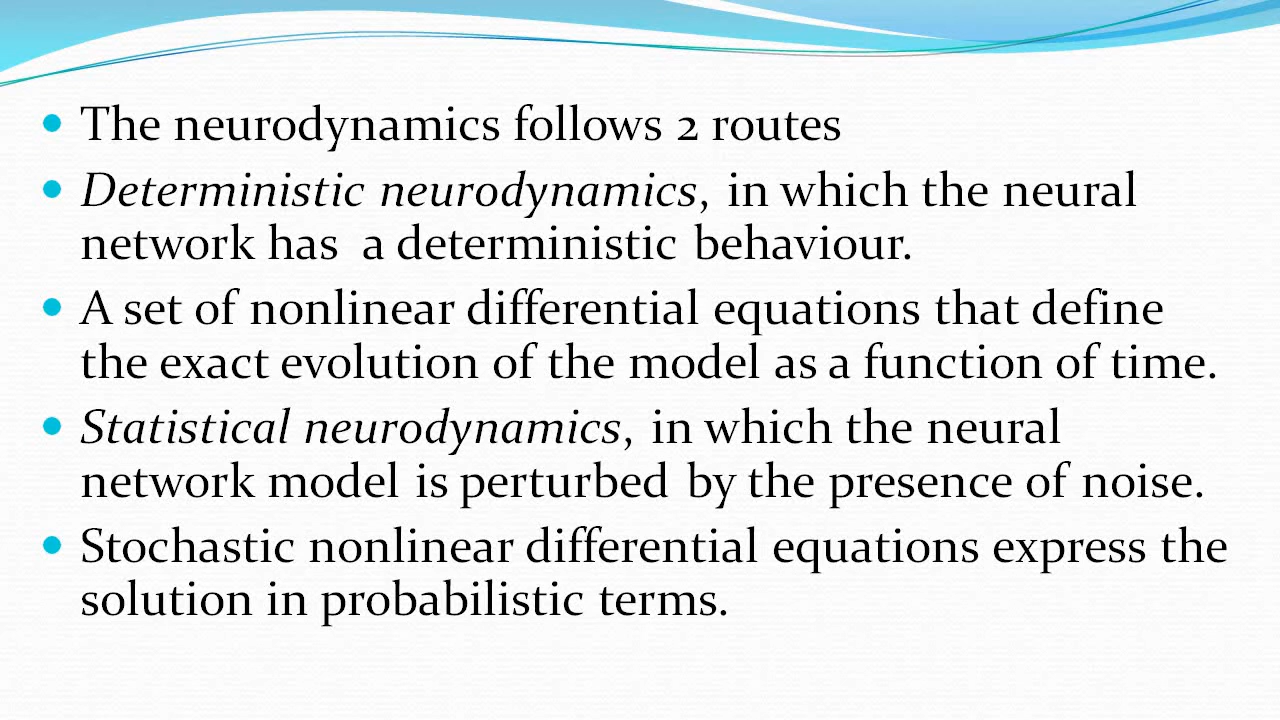 • The neurodynamics follows 2 routes
• Deterministic neurodynamics, in which the neural
network has a deterministic behaviour.
• A set of nonlinear differential equations that define
the exact evolution of the model as a function of time.
• Statistical neurodynamics, in which the neural
network model is perturbed by the presence of noise.
• Stochastic nonlinear differential equations express the
solution in probabilistic terms.